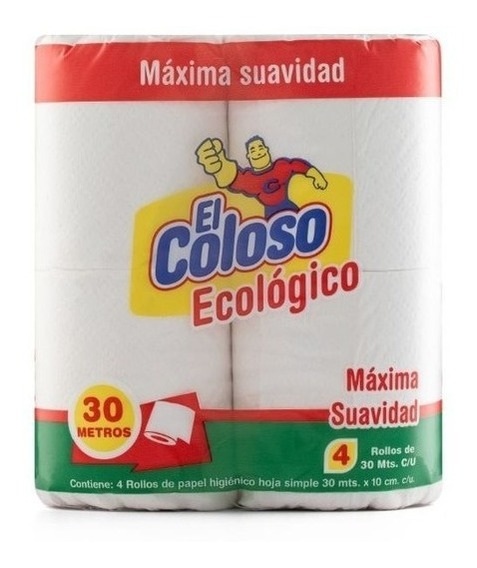 Máxima suavidad
El
Coloso
Ecológico
Máxima
Suavidad
30
METROS
4
Rollos de
30 Mts. C/U
Contiene: 4 Rollos de papel higiénico hoja simple 30 mts. x 10 cm. c/u.